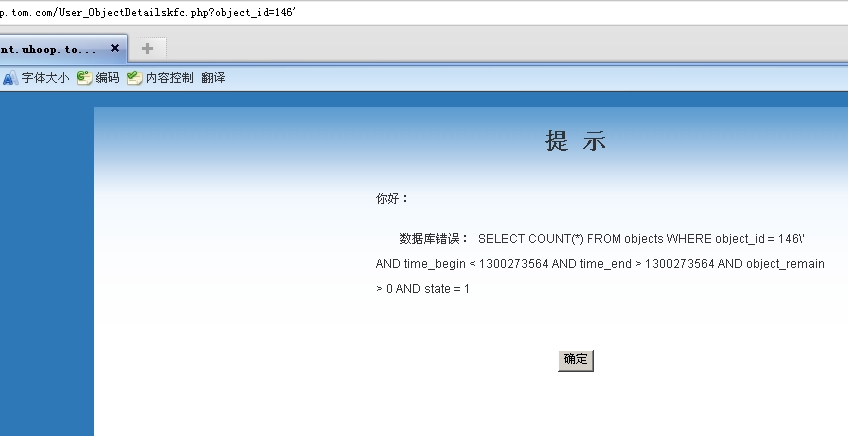 p.tom.com/User_ObjectDetailskfc.php?object_id=146'
nt.uhoop.to...
字体大小 编码 内容控制 翻译
提 示
你好：
数据库错误： SELECT COUNT(*) FROM objects WHERE object_id = 146\'
AND time_begin < 1300273564 AND time_end > 1300273564 AND object_remain
> 0 AND state = 1
确定